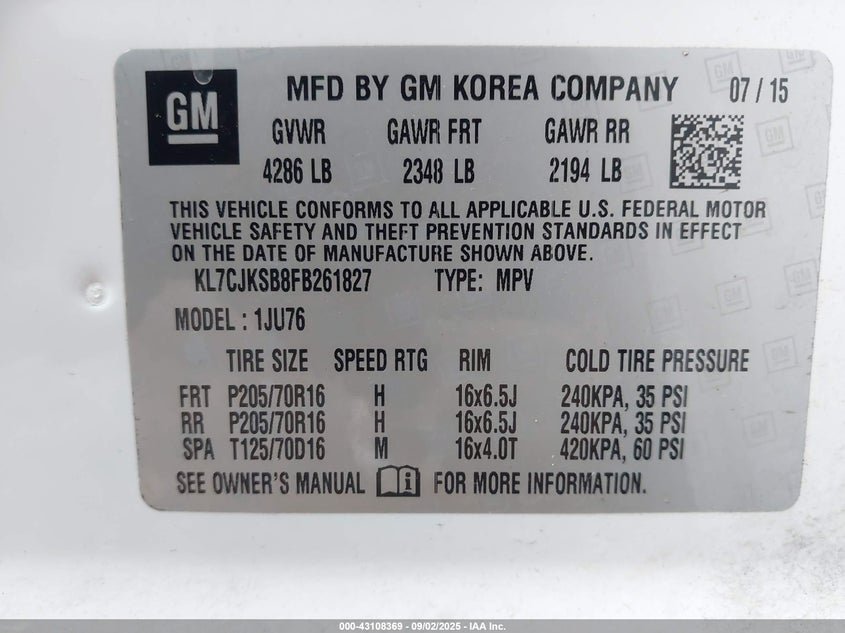 GM
MFD BY GM KOREA COMPANY 07 / 15
GVWR GAWR FRT GAWR RR
4286 LB 2348 LB 2194 LB
THIS VEHICLE CONFORMS TO ALL APPLICABLE U.S. FEDERAL MOTOR
VEHICLE SAFETY AND THEFT PREVENTION STANDARDS IN EFFECT
ON THE DATE OF MANUFACTURE SHOWN ABOVE.
KL7CJKSB8FB261827 TYPE: MPV
MODEL : 1JU76
TIRE SIZE SPEED RTG RIM COLD TIRE PRESSURE
FRT P205/70R16 H 16x6.5J 240KPA, 35 PSI
RR P205/70R16 H 16x6.5J 240KPA, 35 PSI
SPA T125/70D16 M 16x4.0T 420KPA, 60 PSI
SEE OWNER'S MANUAL i FOR MORE INFORMATION.
000-43108369 - 09/02/2025 - IAA Inc.